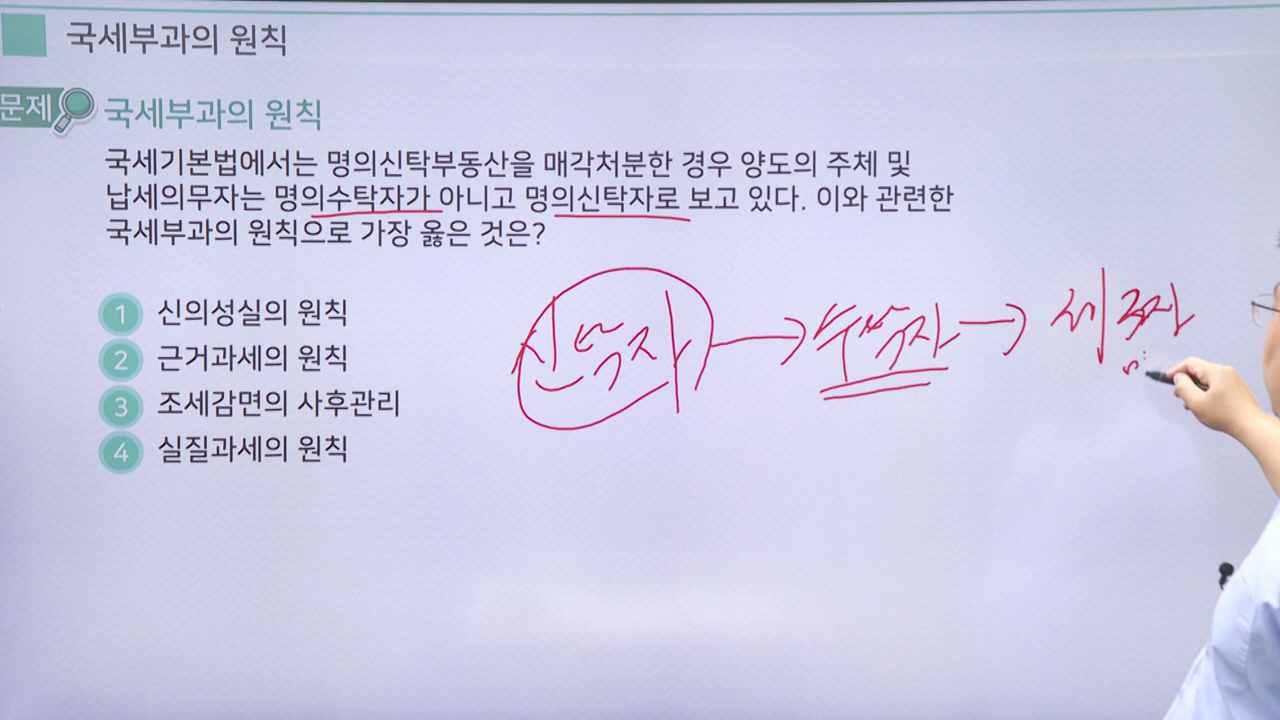 국세부과의 원칙
문제 국세부과의 원칙
국세기본법에서는 명의신탁부동산을 매각처분한 경우 양도의 주체 및
납세의무자는 명의수탁자가 아니고 명의신탁자로 보고 있다. 이와 관련한
국세부과의 원칙으로 가장 옳은 것은?
1 신의성실의 원칙
2 근거과세의 원칙
3 조세감면의 사후관리
4 실질과세의 원칙
신탁자 → 수탁자 →